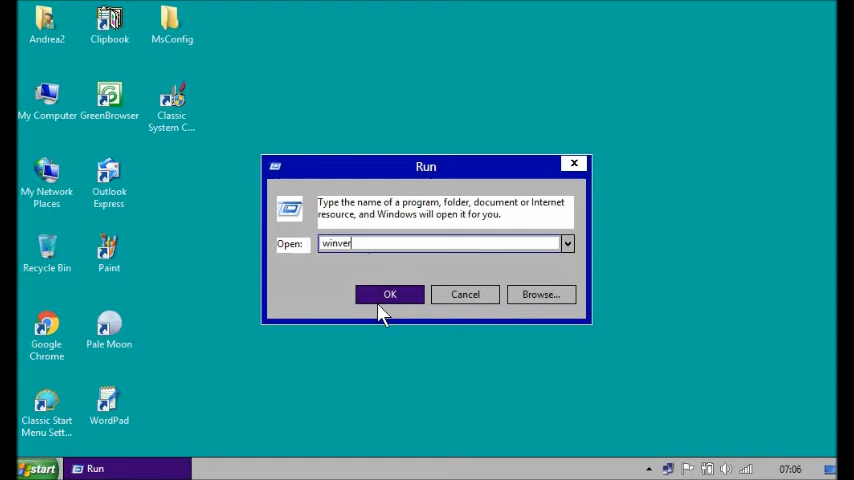 Andrea2
Clipbook
MsConfig
My Computer
GreenBrowser
Classic
System C...
My Network
Places
Outlook
Express
Recycle Bin
Paint
Google
Chrome
Pale Moon
Classic Start
Menu Sett...
WordPad
Run
x
Type the name of a program, folder, document or Internet
resource, and Windows will open it for you.
Open: winver
OK Cancel Browse...
start Run 07:06